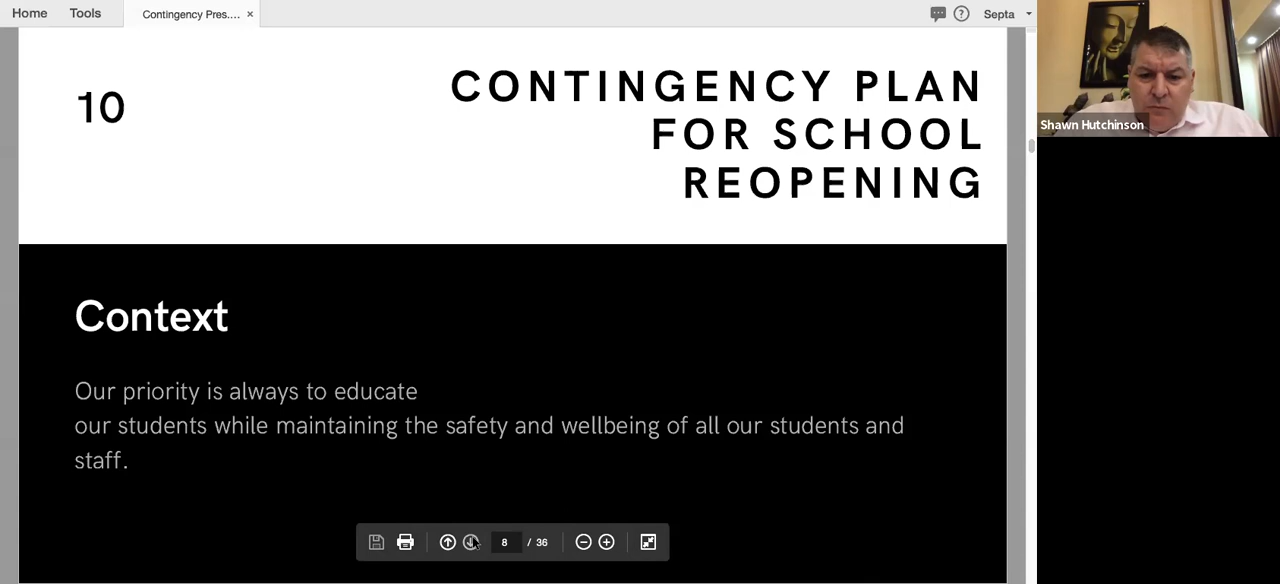 Home Tools Contingency Pres.... × Septa
10
CONTINGENCY PLAN
FOR SCHOOL
REOPENING
Context
Our priority is always to educate
our students while maintaining the safety and wellbeing of all our students and
staff.
8 / 36
Shawn Hutchinson